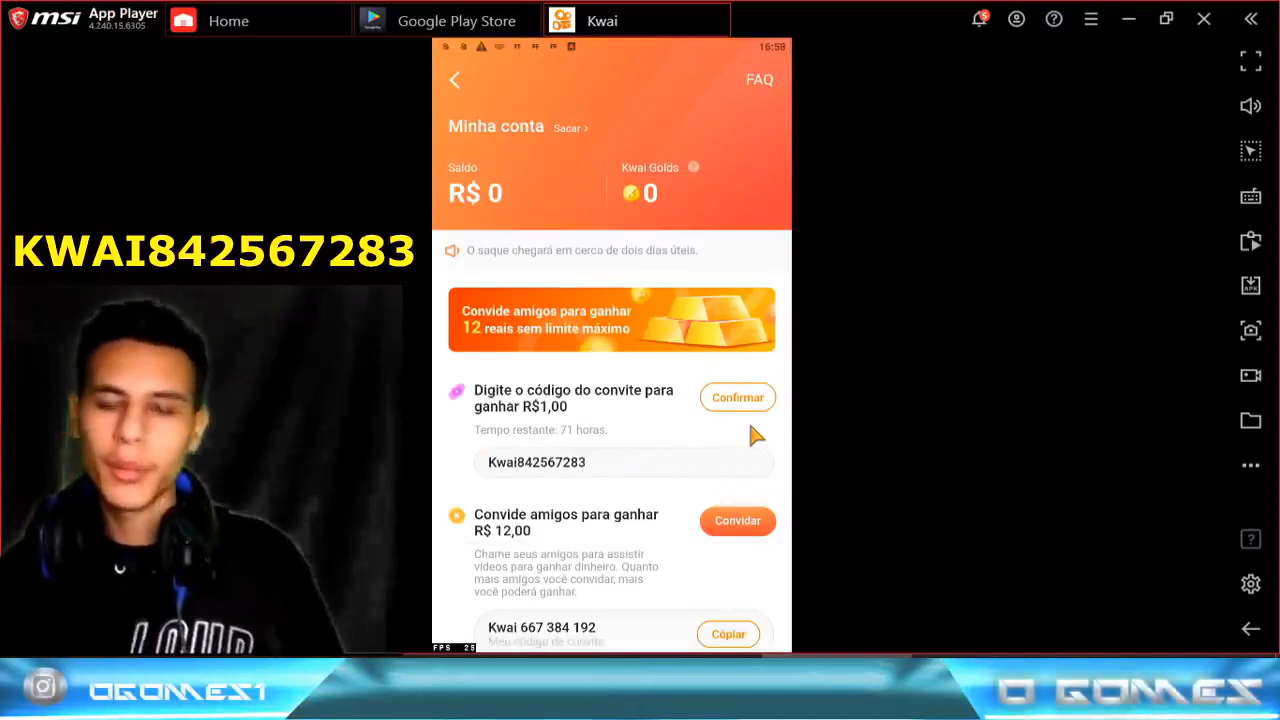 msi App Player
4.240.15.6305
Home
Google Play Store
Kwai
5
16:58
FAQ
Minha conta Sacar >
Saldo
Kwai Golds ?
R$ 0
0
KWAI842567283
O saque chegará em cerca de dois dias úteis.
Convide amigos para ganhar
12 reais sem limite máximo
Digite o código do convite para
ganhar R$1,00
Confirmar
Tempo restante: 71 horas.
Kwai842567283
Convide amigos para ganhar
R$ 12,00
Convidar
Chame seus amigos para assistir
vídeos para ganhar dinheiro. Quanto
mais amigos você convidar, mais
você poderá ganhar.
Kwai 667 384 192
Meu código de convite
Copiar
FPS 26
LOUD
OGOMES1
O GOMES